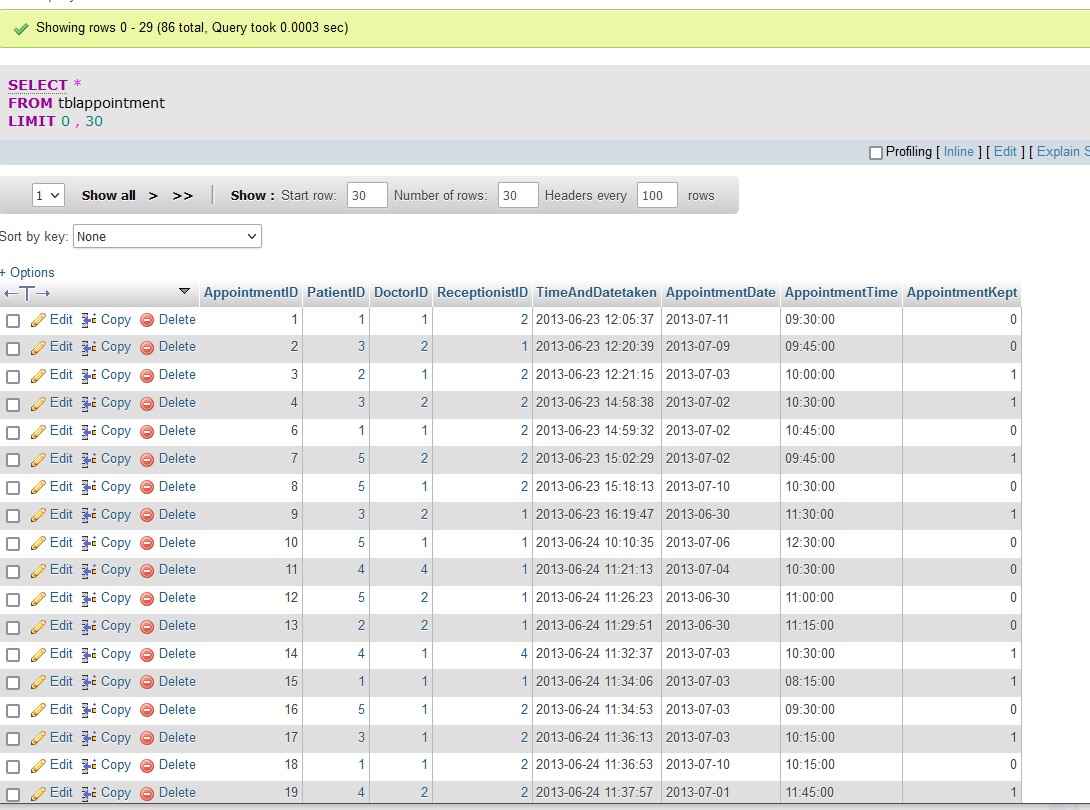 Showing rows 0 - 29 (86 total, Query took 0.0003 sec)
SELECT *
FROM tblappointment
LIMIT 0 , 30
Profiling [ Inline ] [ Edit ] [ Explain S
1 Show all > >> Show : Start row: 30 Number of rows: 30 Headers every 100 rows
Sort by key: None
+ Options
←T→ AppointmentID PatientID DoctorID ReceptionistID TimeAndDatetaken AppointmentDate AppointmentTime AppointmentKept
Edit Copy Delete 1 1 1 2 2013-06-23 12:05:37 2013-07-11 09:30:00 0
Edit Copy Delete 2 3 2 1 2013-06-23 12:20:39 2013-07-09 09:45:00 0
Edit Copy Delete 3 2 1 2 2013-06-23 12:21:15 2013-07-03 10:00:00 1
Edit Copy Delete 4 3 2 2 2013-06-23 14:58:38 2013-07-02 10:30:00 1
Edit Copy Delete 6 1 1 2 2013-06-23 14:59:32 2013-07-02 10:45:00 0
Edit Copy Delete 7 5 2 2 2013-06-23 15:02:29 2013-07-02 09:45:00 1
Edit Copy Delete 8 5 1 2 2013-06-23 15:18:13 2013-07-10 10:30:00 0
Edit Copy Delete 9 3 2 1 2013-06-23 16:19:47 2013-06-30 11:30:00 1
Edit Copy Delete 10 5 1 1 2013-06-24 10:10:35 2013-07-06 12:30:00 0
Edit Copy Delete 11 4 4 1 2013-06-24 11:21:13 2013-07-04 10:30:00 0
Edit Copy Delete 12 5 2 1 2013-06-24 11:26:23 2013-06-30 11:00:00 0
Edit Copy Delete 13 2 2 1 2013-06-24 11:29:51 2013-06-30 11:15:00 0
Edit Copy Delete 14 4 1 4 2013-06-24 11:32:37 2013-07-03 10:30:00 1
Edit Copy Delete 15 1 1 1 2013-06-24 11:34:06 2013-07-03 08:15:00 1
Edit Copy Delete 16 5 1 2 2013-06-24 11:34:53 2013-07-03 09:30:00 0
Edit Copy Delete 17 3 1 2 2013-06-24 11:36:13 2013-07-03 10:15:00 1
Edit Copy Delete 18 1 1 2 2013-06-24 11:36:53 2013-07-10 10:15:00 0
Edit Copy Delete 19 4 2 2 2013-06-24 11:37:57 2013-07-01 11:45:00 1